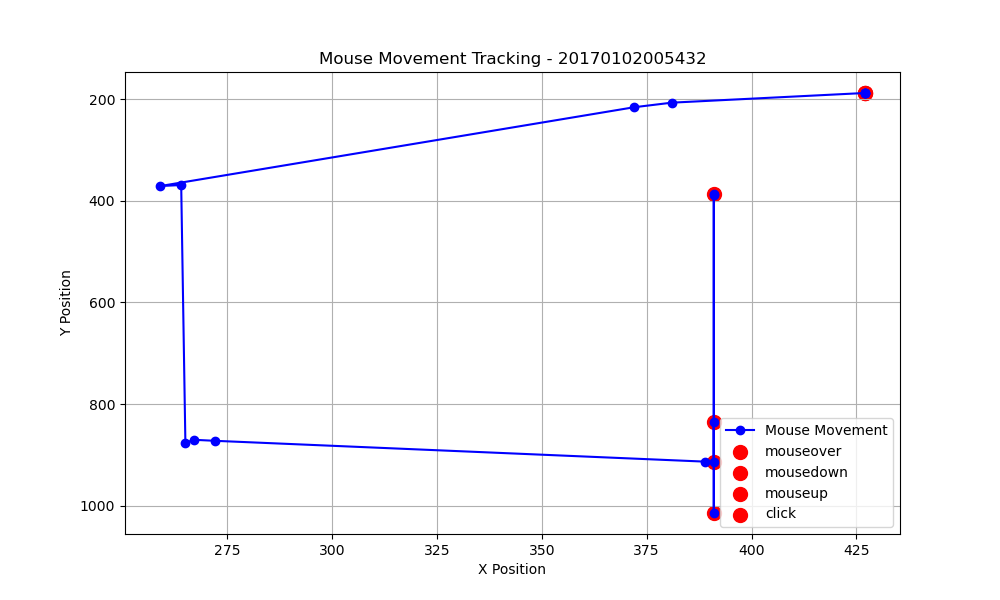 Mouse Movement Tracking - 20170102005432
200
400
600
800
1000
Y Position
275
300
325
350
375
400
425
X Position
Mouse Movement
mouseover
mousedown
mouseup
click